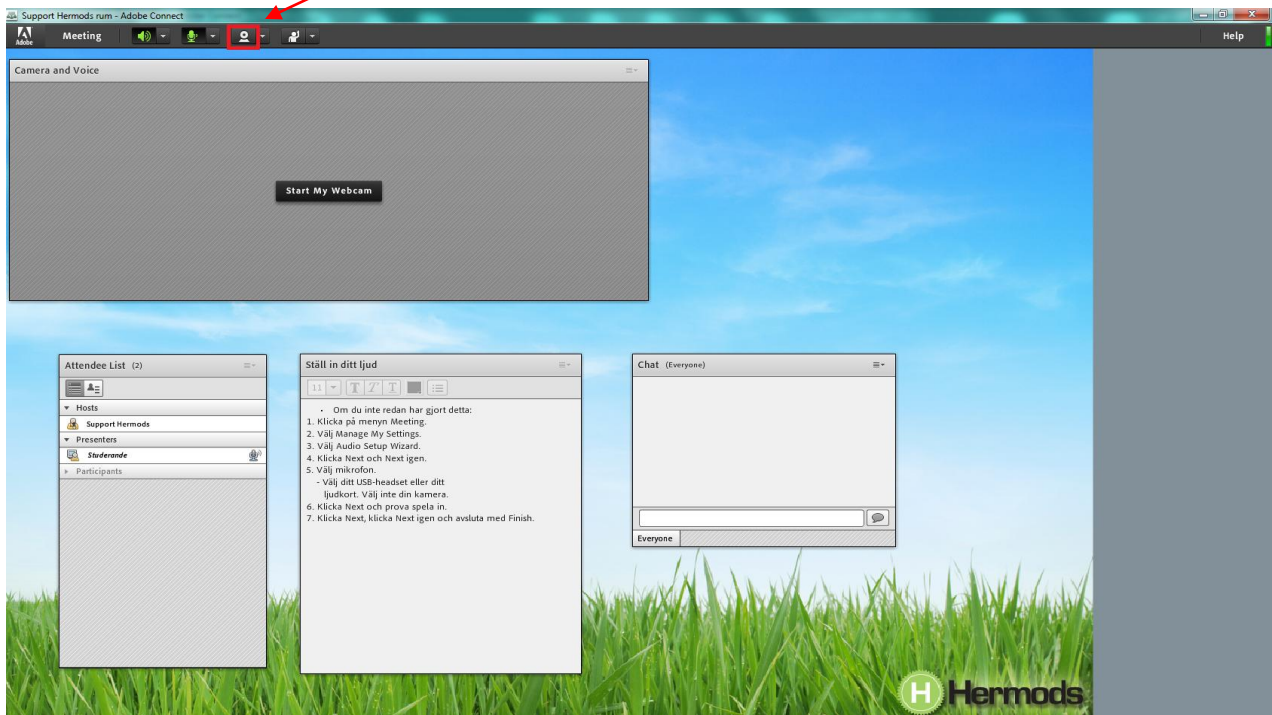 Support Hermods rum - Adobe Connect
Adobe
Meeting
Help
Camera and Voice
Start My Webcam
Attendee List (2)
Hosts
Support Hermods
Presenters
Studerande
Participants
Ställ in ditt ljud
11 T T T
• Om du inte redan har gjort detta:
1. Klicka på menyn Meeting.
2. Välj Manage My Settings.
3. Välj Audio Setup Wizard.
4. Klicka Next och Next igen.
5. Välj mikrofon.
- Välj ditt USB-headset eller ditt
ljudkort. Välj inte din kamera.
6. Klicka Next och prova spela in.
7. Klicka Next, klicka Next igen och avsluta med Finish.
Chat (Everyone)
Everyone
H Hermods